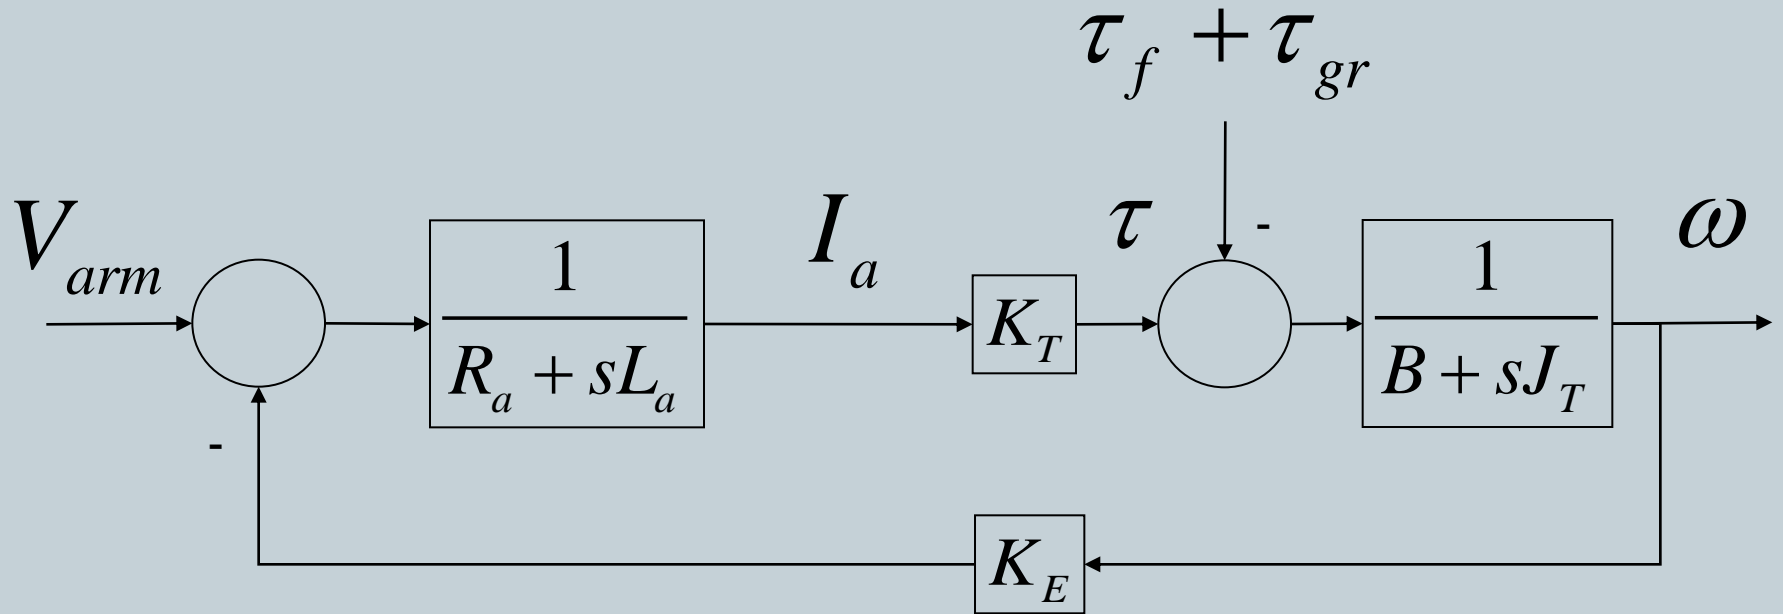 τ_f + τ_gr
V_arm
-
1
R_a + sL_a
I_a
K_T
τ
-
1
B + sJ_T
ω
K_E